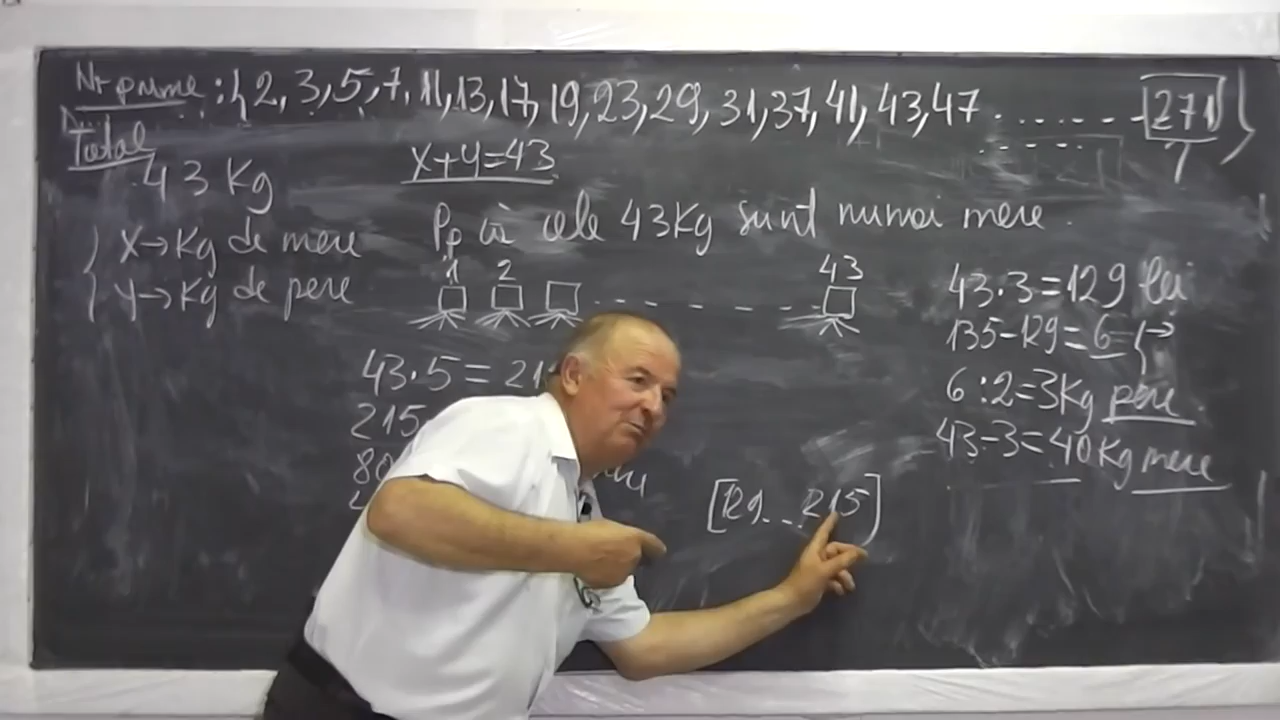 Nr prime : { 2, 3, 5, 7, 11, 13, 17, 19, 23, 29, 31, 37, 41, 43, 47 ........ 271 }
Total
43 Kg
x+y=43
x→Kg de mere
y→Kg de pere
Pp că cele 43Kg sunt numai mere.
1 2 43
43·5=21
215
80
[129...215]
43·3=129 lei
135-129=6
6:2=3Kg pere
43-3=40Kg mere